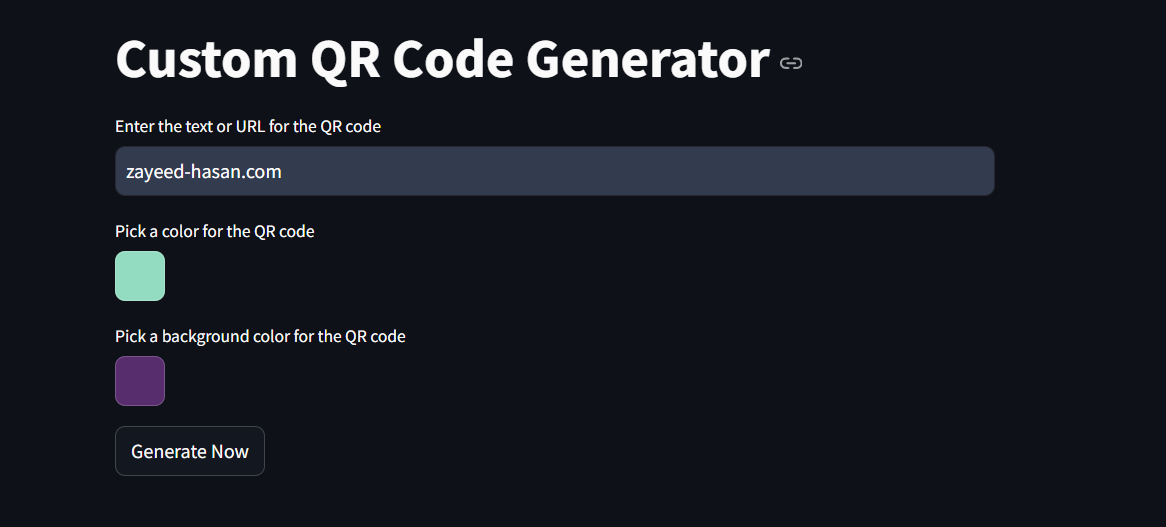 Custom QR Code Generator
Enter the text or URL for the QR code
zayeed-hasan.com
Pick a color for the QR code
Pick a background color for the QR code
Generate Now